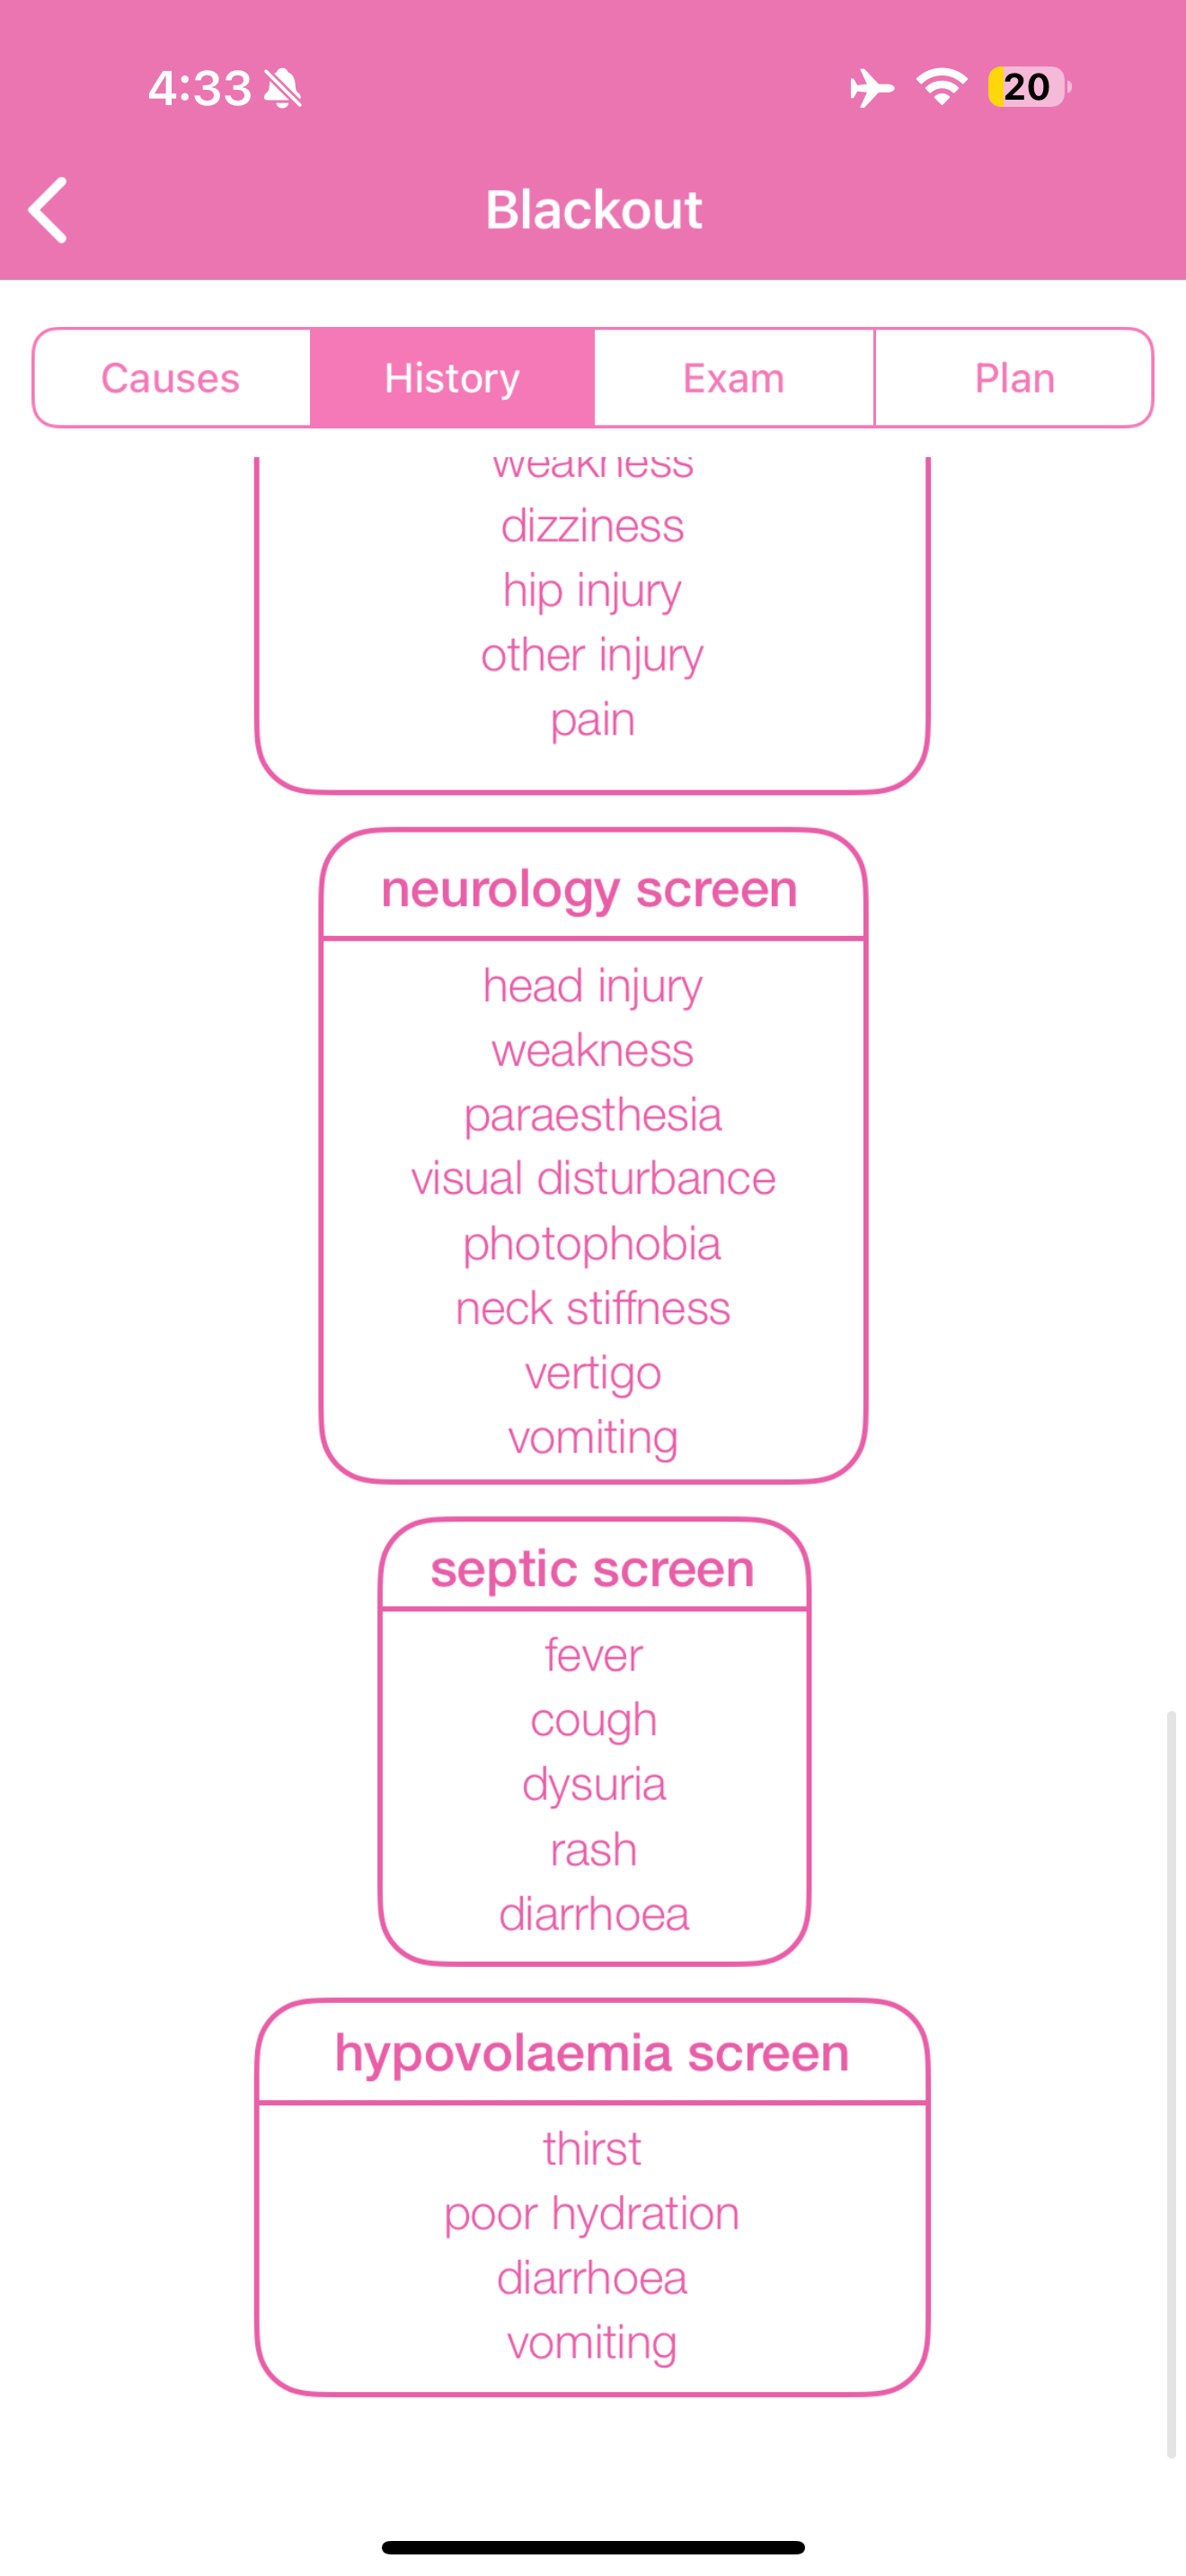 4:33
20
Blackout
Causes History Exam Plan
weakness
dizziness
hip injury
other injury
pain
neurology screen
head injury
weakness
paraesthesia
visual disturbance
photophobia
neck stiffness
vertigo
vomiting
septic screen
fever
cough
dysuria
rash
diarrhoea
hypovolaemia screen
thirst
poor hydration
diarrhoea
vomiting